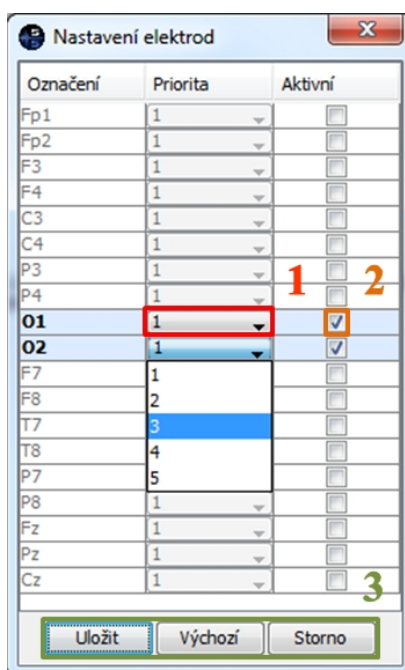 Nastavení elektrod
Označení Priorita Aktivní
Fp1 1
Fp2 1
F3 1
F4 1
C3 1
C4 1
P3 1
P4 1
1 2
O1 1
O2 1
F7 1
F8 2
T7 3
T8 4
P7 5
P8 1
Fz 1
Pz 1
Cz 1
3
Uložit Výchozí Storno